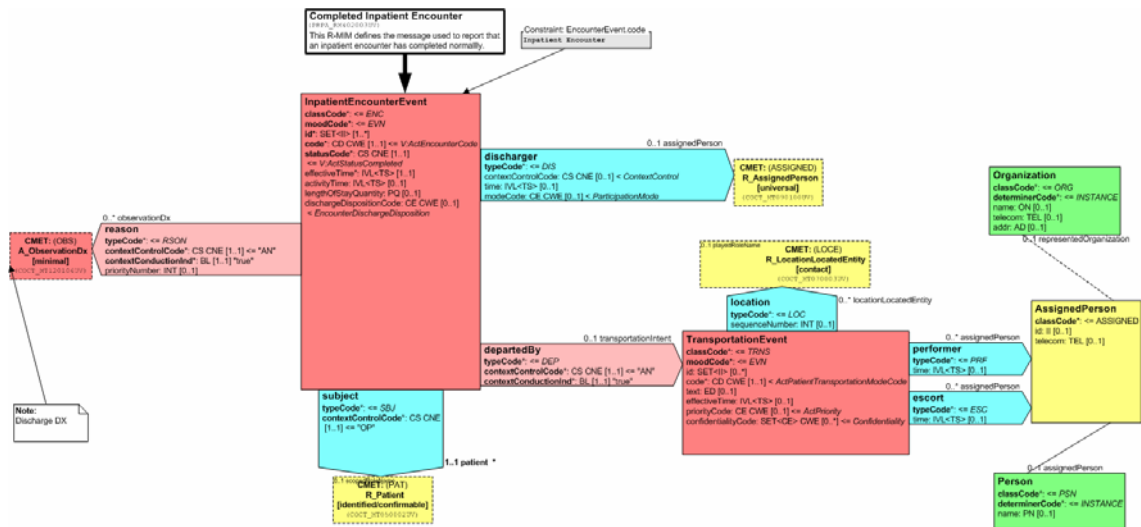 Completed Inpatient Encounter
(PRPA_RM402003UV)
This R-MIM defines the message used to report that
an inpatient encounter has completed normallly.
Constraint: EncounterEvent.code
Inpatient Encounter
InpatientEncounterEvent
classCode*: <= ENC
moodCode*: <= EVN
id*: SET<II> [1..*]
code*: CD CWE [1..1] <= V:ActEncounterCode
statusCode*: CS CNE [1..1]
<= V:ActStatusCompleted
effectiveTime*: IVL<TS> [1..1]
activityTime: IVL<TS> [0..1]
lengthOfStayQuantity: PQ [0..1]
dischargeDispositionCode: CE CWE [0..1]
< EncounterDischargeDisposition
0..1 assignedPerson
discharger
typeCode*: <= DIS
contextControlCode: CS CNE [0..1] < ContextControl
time: IVL<TS> [1..1]
modeCode: CE CWE [0..1] < ParticipationMode
CMET: (ASSIGNED)
R_AssignedPerson
[universal]
(COCT_MT090100UV)
Organization
classCode*: <= ORG
determinerCode*: <= INSTANCE
name: ON [0..1]
telecom: TEL [0..1]
addr: AD [0..1]
0..1 representedOrganization
0..* observationDx
reason
typeCode*: <= RSON
contextControlCode*: CS CNE [1..1] <= "AN"
contextConductionInd*: BL [1..1] "true"
priorityNumber: INT [0..1]
CMET: (OBS)
A_ObservationDx
[minimal]
0..1 playedRoleName
CMET: (LOCE)
R_LocationLocatedEntity
[contact]
(COCT_MT070003UV)
location
typeCode*: <= LOC
sequenceNumber: INT [0..1]
0..* locationLocatedEntity
AssignedPerson
classCode*: <= ASSIGNED
id: II [0..1]
telecom: TEL [0..1]
0..1 transportationIntent
departedBy
typeCode*: <= DEP
contextControlCode*: CS CNE [1..1] <= "AN"
contextConductionInd*: BL [1..1] "true"
TransportationEvent
classCode*: <= TRNS
moodCode*: <= EVN
id: SET<II> [0..*]
code*: CD CWE [1..1] < ActPatientTransportationModeCode
text: ED [0..1]
effectiveTime: IVL<TS> [0..1]
priorityCode: CE CWE [0..1] <= ActPriority
confidentialityCode: SET<CE> CWE [0..*] <= Confidentiality
0..* assignedPerson
performer
typeCode*: <= PRF
time: IVL<TS> [0..1]
0..* assignedPerson
escort
typeCode*: <= ESC
time: IVL<TS> [0..1]
subject
typeCode*: <= SBJ
contextControlCode*: CS CNE
[1..1] <= "OP"
1..1 patient *
CMET: (PAT)
R_Patient
[identified/confirmable]
(COCT_MT050002UV)
Note:
Discharge DX
0..1 assignedPerson
Person
classCode*: <= PSN
determinerCode*: <= INSTANCE
name: PN [0..1]